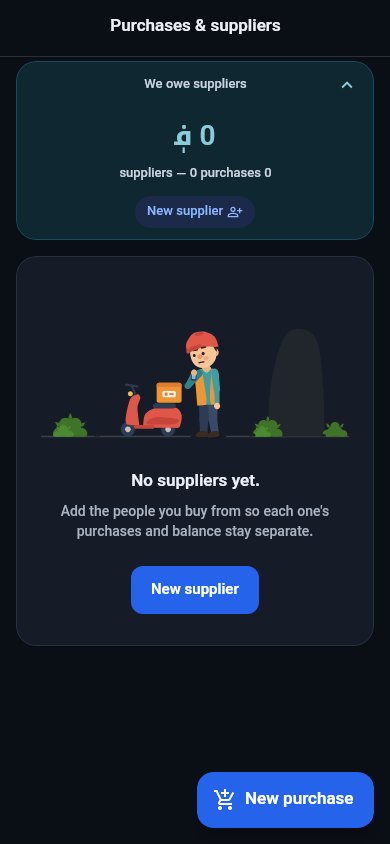 Purchases & suppliers
We owe suppliers
؋ 0
suppliers — 0 purchases 0
New supplier
No suppliers yet.
Add the people you buy from so each one's
purchases and balance stay separate.
New supplier
New purchase